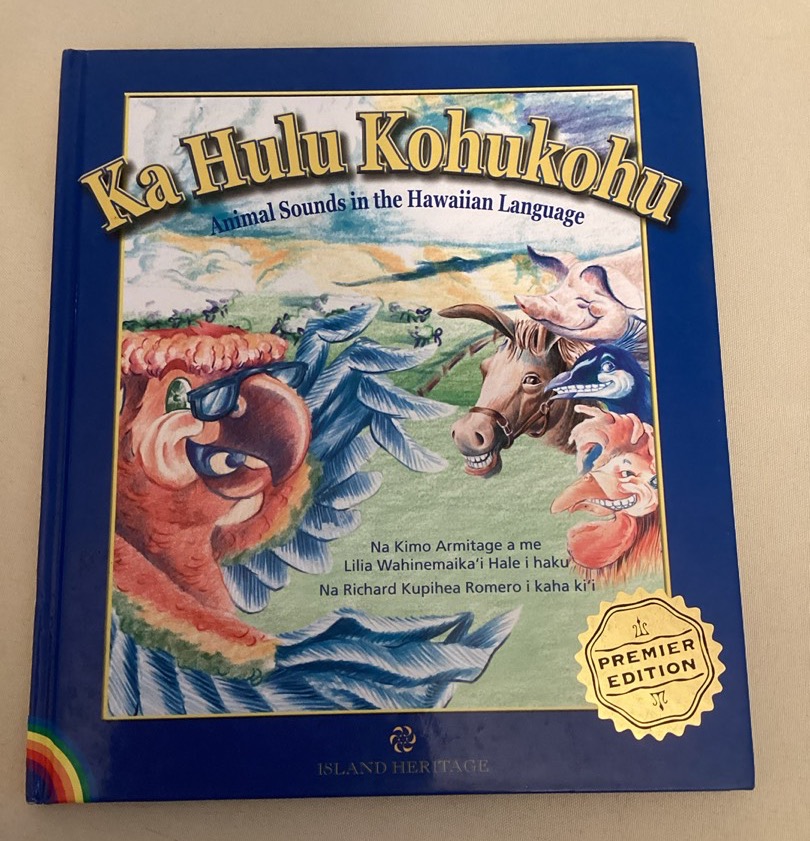 Ka Hulu Kohukohu
Animal Sounds in the Hawaiian Language
Na Kimo Armitage a me
Lilia Wahinemaika‘i Hale i haku
Na Richard Kupihea Romero i kaha ki‘i
PREMIER
EDITION
ISLAND HERITAGE